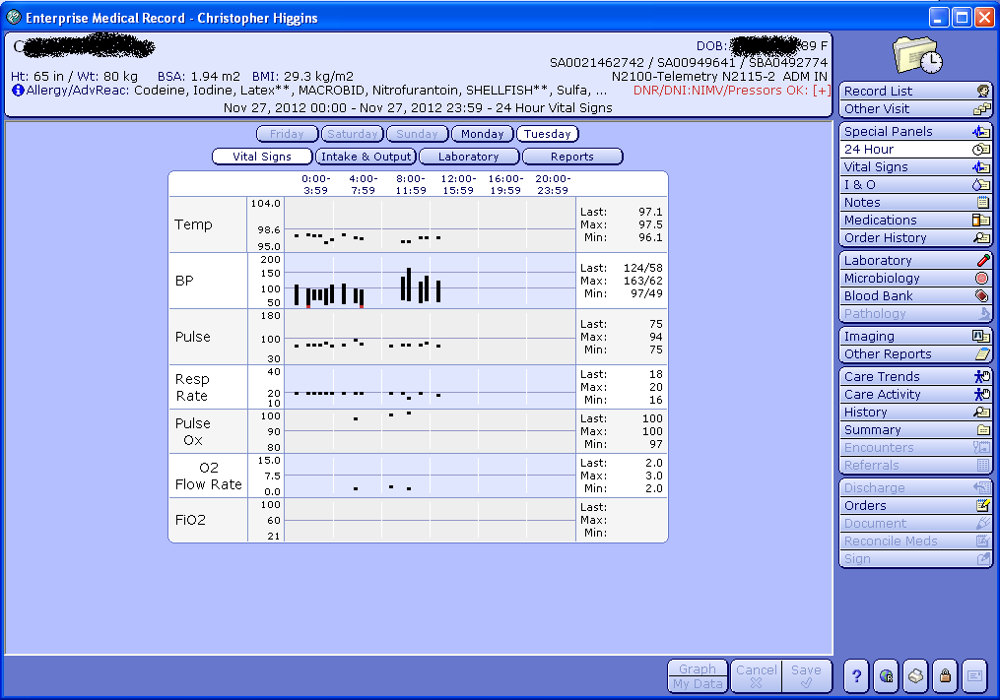 Enterprise Medical Record - Christopher Higgins
C
DOB: 89 F
SA0021462742 / SA00949641 / SBA0492774
Ht: 65 in / Wt: 80 kg BSA: 1.94 m2 BMI: 29.3 kg/m2 N2100-Telemetry N2115-2 ADM IN
Allergy/AdvReac: Codeine, Iodine, Latex**, MACROBID, Nitrofurantoin, SHELLFISH**, Sulfa, ... DNR/DNI:NIMV/Pressors OK: [+]
Nov 27, 2012 00:00 - Nov 27, 2012 23:59 - 24 Hour Vital Signs
Friday Saturday Sunday Monday Tuesday
Vital Signs Intake & Output Laboratory Reports
0:00- 4:00- 8:00- 12:00- 16:00- 20:00-
3:59 7:59 11:59 15:59 19:59 23:59
Temp
104.0
98.6
95.0
Last: 97.1
Max: 97.5
Min: 96.1
BP
200
150
100
50
Last: 124/58
Max: 163/62
Min: 97/49
Pulse
180
100
30
Last: 75
Max: 94
Min: 75
Resp
Rate
40
20
10
Last: 18
Max: 20
Min: 16
Pulse
Ox
100
90
80
Last: 100
Max: 100
Min: 97
O2
Flow Rate
15.0
7.5
0.0
Last: 2.0
Max: 3.0
Min: 2.0
FiO2
100
60
21
Last:
Max:
Min:
Record List
Other Visit
Special Panels
24 Hour
Vital Signs
I & O
Notes
Medications
Order History
Laboratory
Microbiology
Blood Bank
Pathology
Imaging
Other Reports
Care Trends
Care Activity
History
Summary
Encounters
Referrals
Discharge
Orders
Document
Reconcile Meds
Sign
Graph
My Data
Cancel
Save
?
R